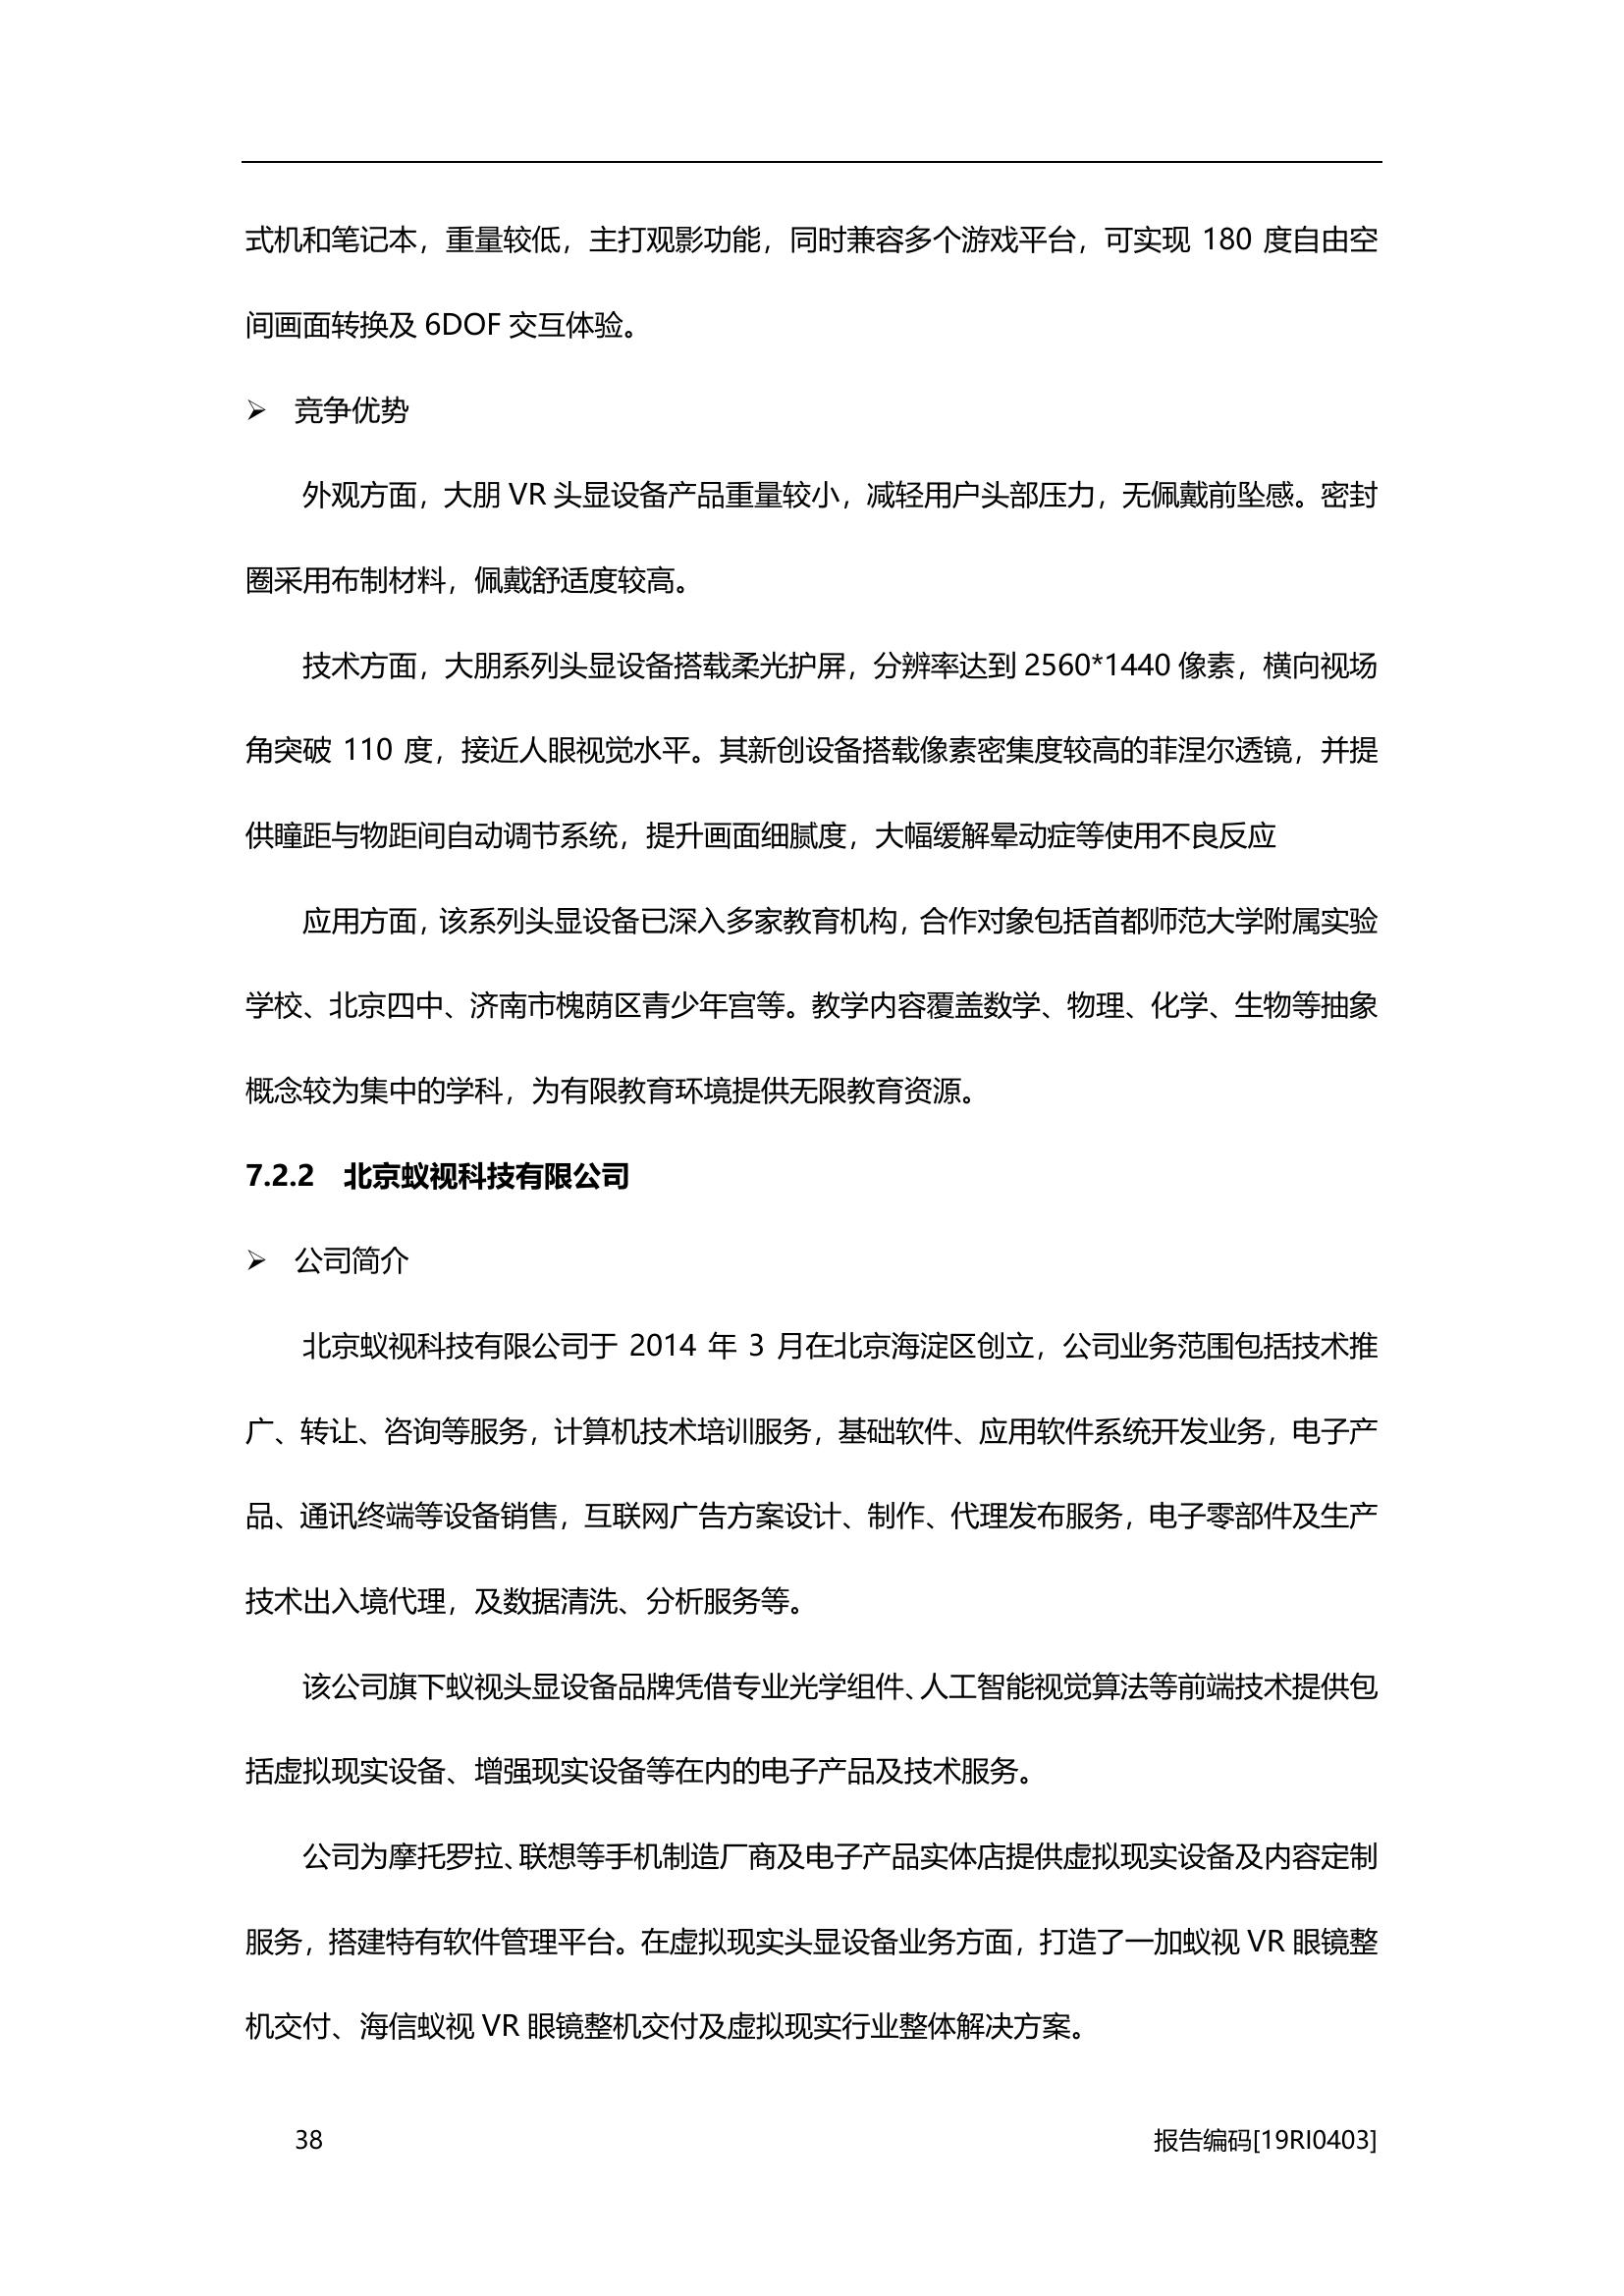 式机和笔记本，重量较低，主打观影功能，同时兼容多个游戏平台，可实现 180 度自由空
间画面转换及 6DOF 交互体验。
➢ 竞争优势
外观方面，大朋 VR 头显设备产品重量较小，减轻用户头部压力，无佩戴前坠感。密封
圈采用布制材料，佩戴舒适度较高。
技术方面，大朋系列头显设备搭载柔光护屏，分辨率达到 2560*1440 像素，横向视场
角突破 110 度，接近人眼视觉水平。其新创设备搭载像素密集度较高的菲涅尔透镜，并提
供瞳距与物距间自动调节系统，提升画面细腻度，大幅缓解晕动症等使用不良反应
应用方面，该系列头显设备已深入多家教育机构，合作对象包括首都师范大学附属实验
学校、北京四中、济南市槐荫区青少年宫等。教学内容覆盖数学、物理、化学、生物等抽象
概念较为集中的学科，为有限教育环境提供无限教育资源。
7.2.2 北京蚁视科技有限公司
➢ 公司简介
北京蚁视科技有限公司于 2014 年 3 月在北京海淀区创立，公司业务范围包括技术推
广、转让、咨询等服务，计算机技术培训服务，基础软件、应用软件系统开发业务，电子产
品、通讯终端等设备销售，互联网广告方案设计、制作、代理发布服务，电子零部件及生产
技术出入境代理，及数据清洗、分析服务等。
该公司旗下蚁视头显设备品牌凭借专业光学组件、人工智能视觉算法等前端技术提供包
括虚拟现实设备、增强现实设备等在内的电子产品及技术服务。
公司为摩托罗拉、联想等手机制造厂商及电子产品实体店提供虚拟现实设备及内容定制
服务，搭建特有软件管理平台。在虚拟现实头显设备业务方面，打造了一加蚁视 VR 眼镜整
机交付、海信蚁视 VR 眼镜整机交付及虚拟现实行业整体解决方案。
38 报告编码[19RI0403]